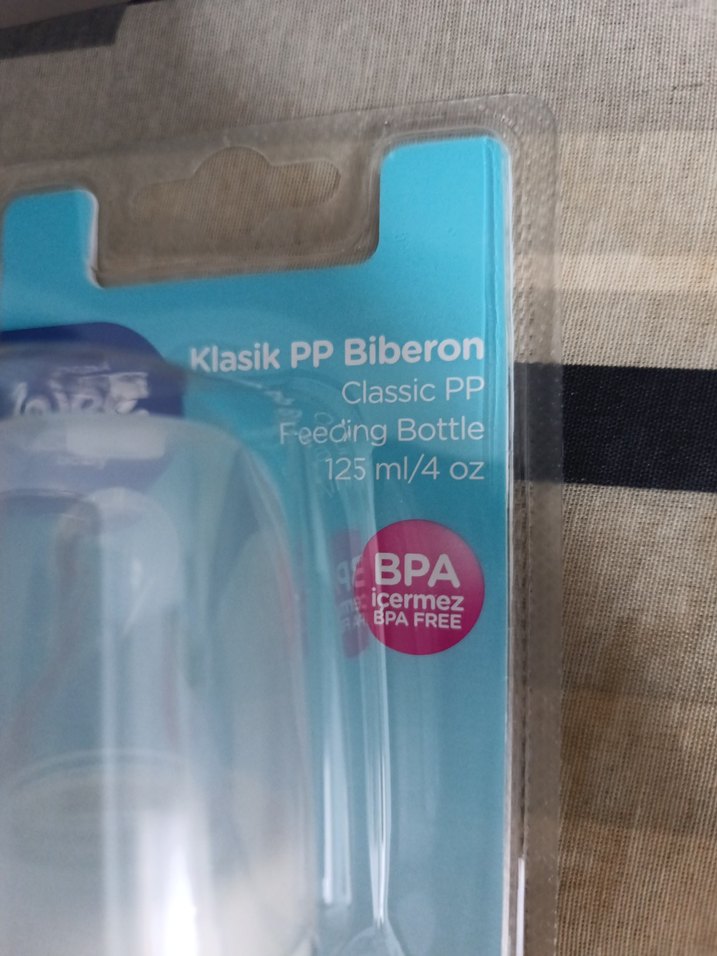 Klasik PP Biberon
Classic PP
Feeding Bottle
125 ml/4 oz
BPA
içermez
BPA FREE